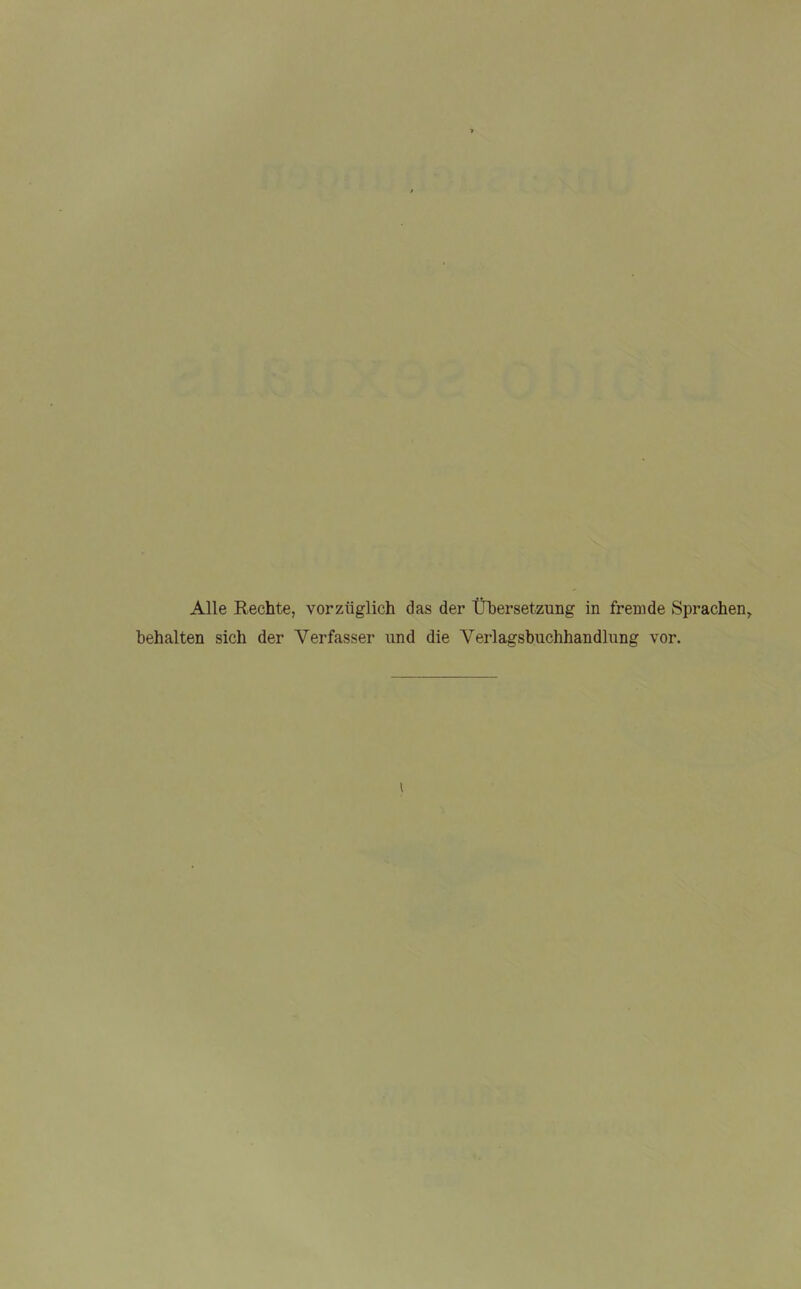 Alle Rechte, vorzüglich das der Übersetzung in fremde Sprachen,
behalten sich der Verfasser und die Verlagsbuchhandlung vor.